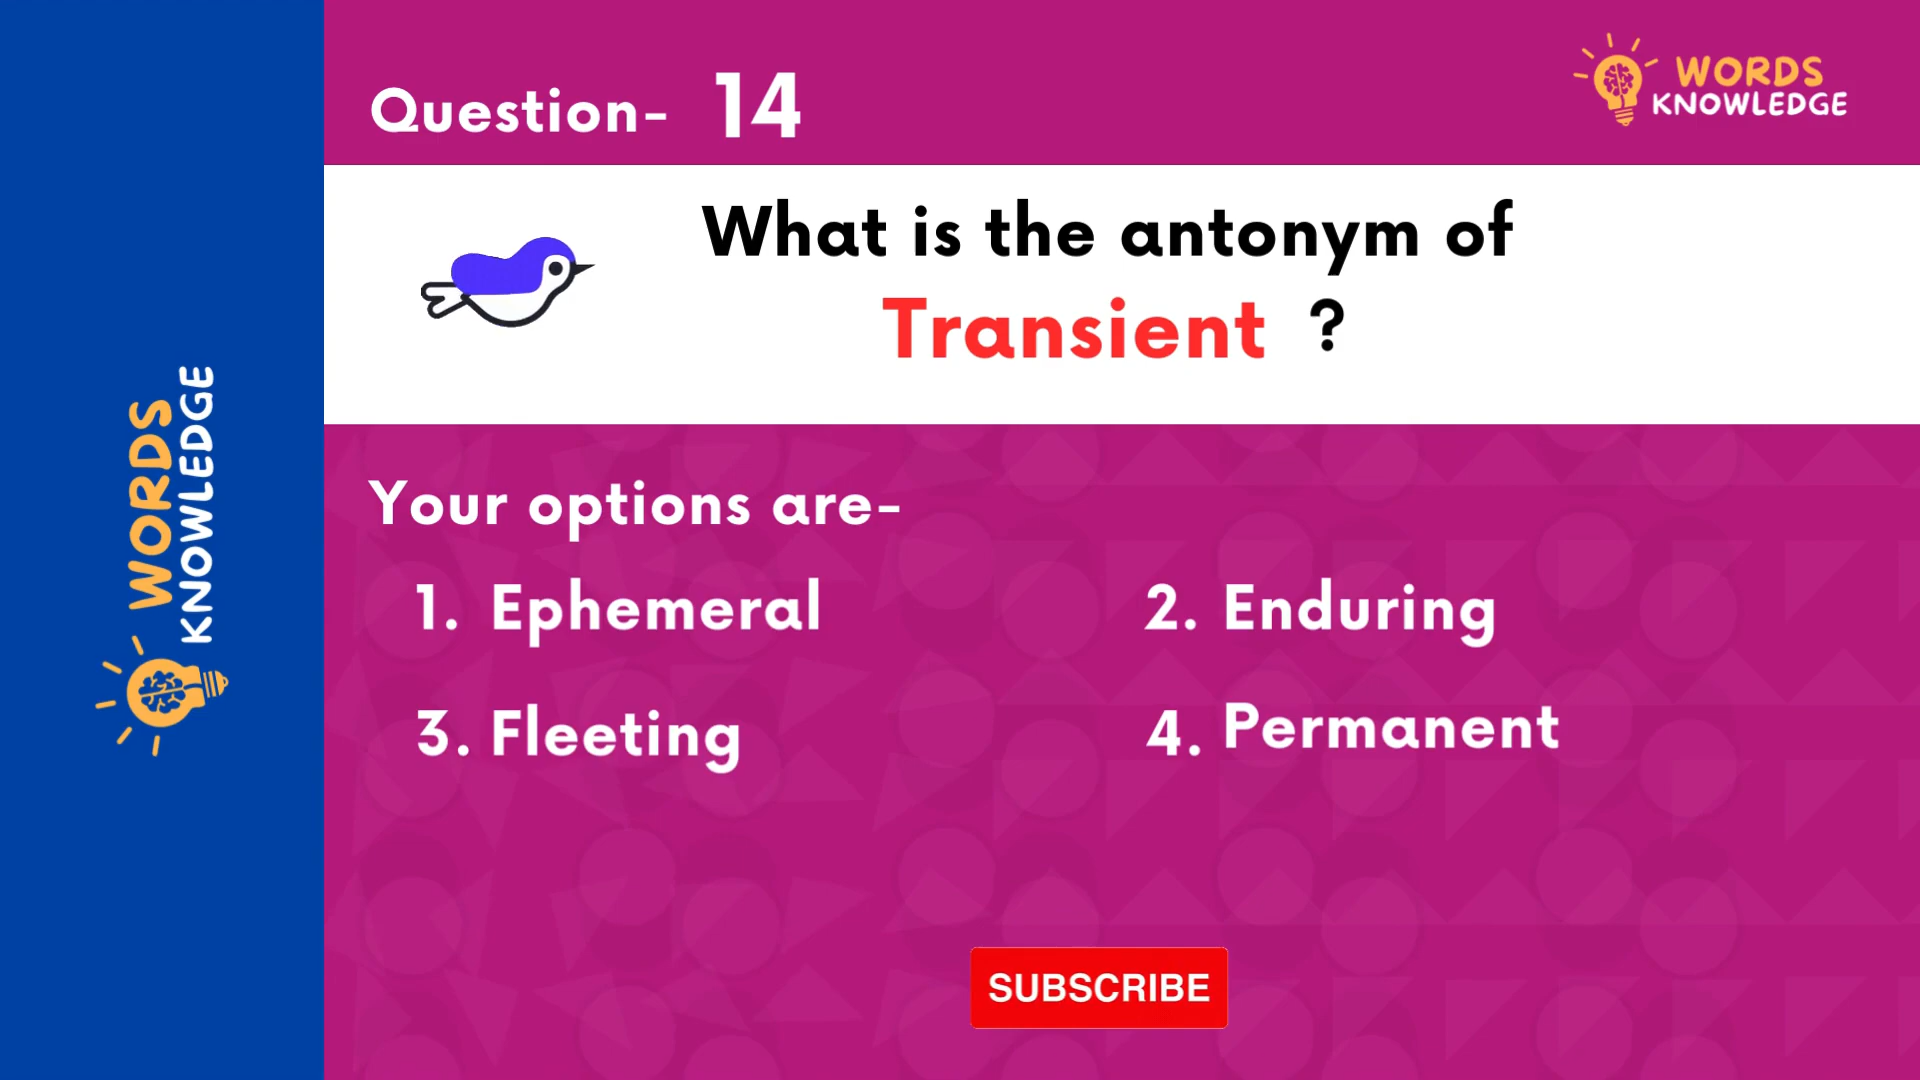 Question- 14
WORDS
KNOWLEDGE
What is the antonym of
Transient ?
Your options are-
1. Ephemeral
2. Enduring
3. Fleeting
4. Permanent
SUBSCRIBE
WORDS
KNOWLEDGE